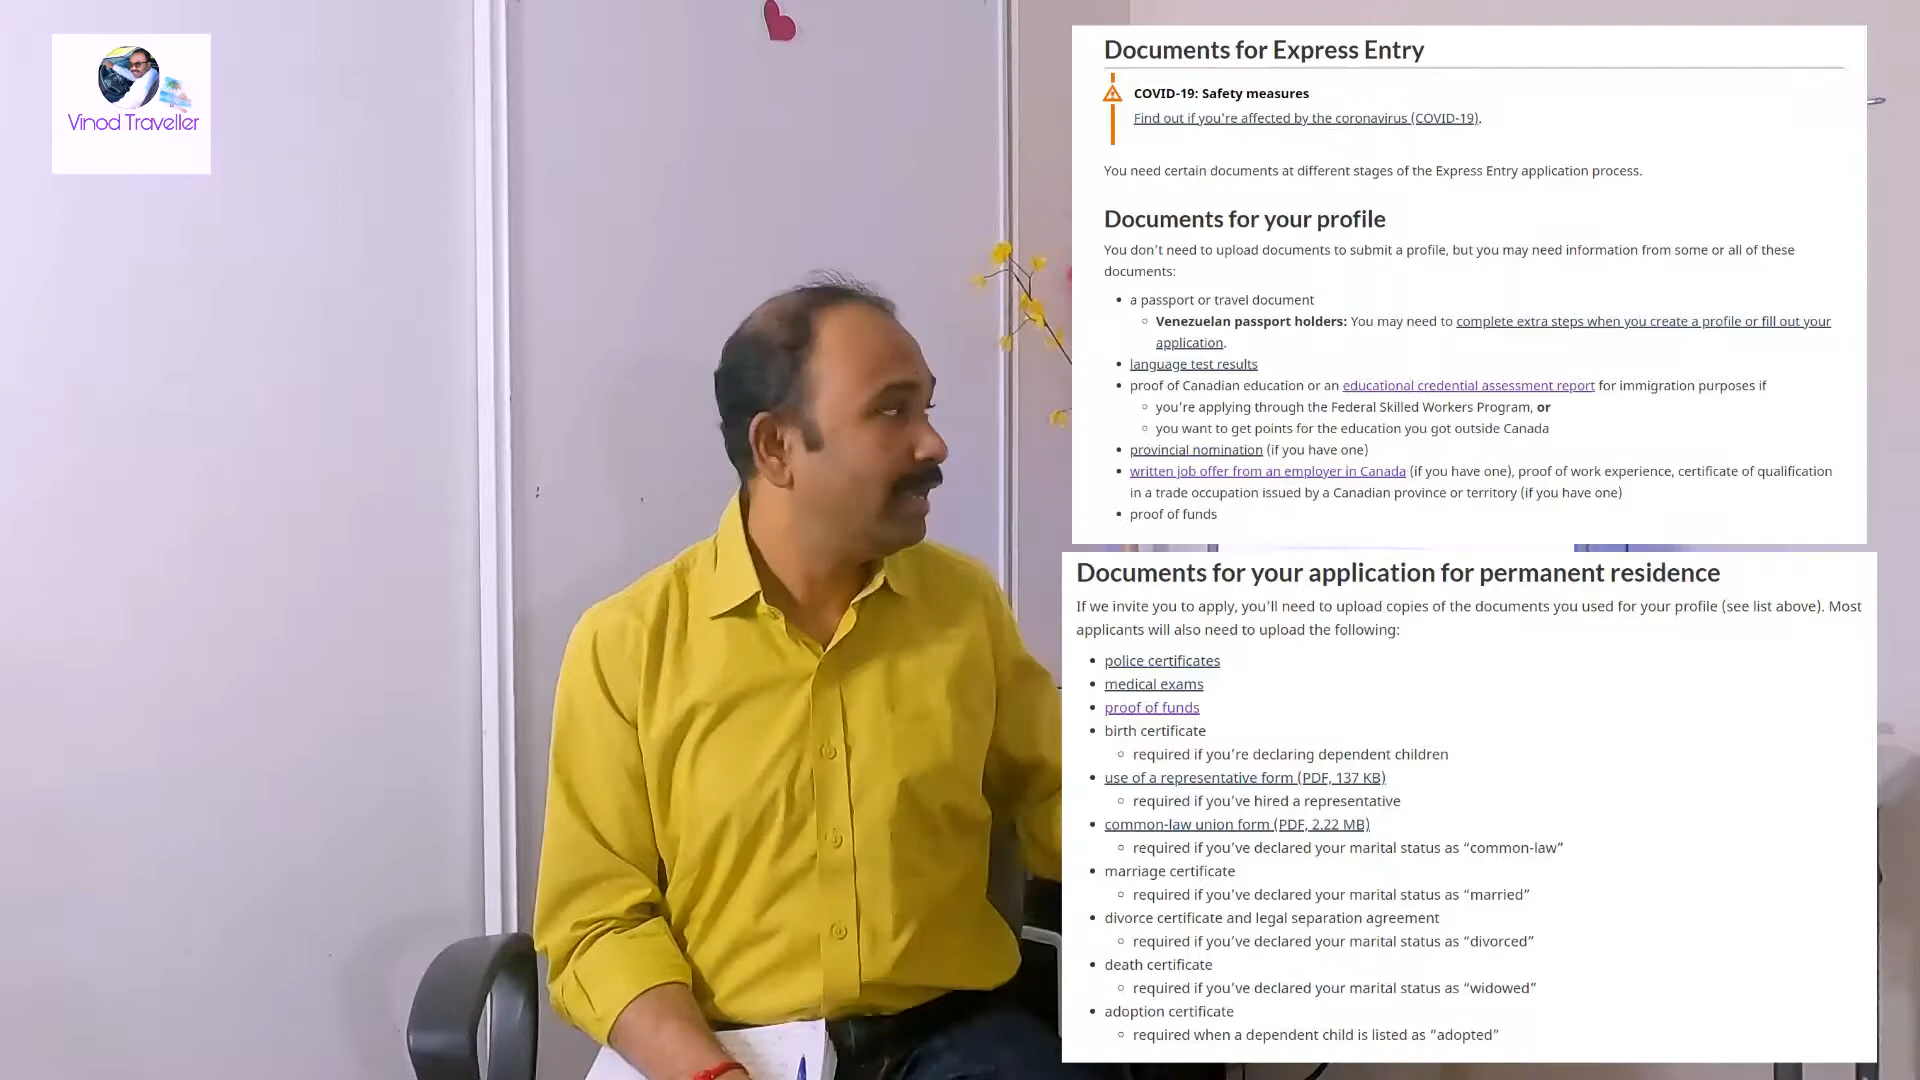 Vinod Traveller
Documents for Express Entry
COVID-19: Safety measures
Find out if you're affected by the coronavirus (COVID-19).
You need certain documents at different stages of the Express Entry application process.
Documents for your profile
You don't need to upload documents to submit a profile, but you may need information from some or all of these
documents:
• a passport or travel document
○ Venezuelan passport holders: You may need to complete extra steps when you create a profile or fill out your
application.
• language test results
• proof of Canadian education or an educational credential assessment report for immigration purposes if
○ you're applying through the Federal Skilled Workers Program, or
○ you want to get points for the education you got outside Canada
• provincial nomination (if you have one)
• written job offer from an employer in Canada (if you have one), proof of work experience, certificate of qualification
in a trade occupation issued by a Canadian province or territory (if you have one)
• proof of funds
Documents for your application for permanent residence
If we invite you to apply, you'll need to upload copies of the documents you used for your profile (see list above). Most
applicants will also need to upload the following:
• police certificates
• medical exams
• proof of funds
• birth certificate
○ required if you're declaring dependent children
• use of a representative form (PDF, 137 KB)
○ required if you've hired a representative
• common-law union form (PDF, 2.22 MB)
○ required if you've declared your marital status as “common-law”
• marriage certificate
○ required if you've declared your marital status as “married”
• divorce certificate and legal separation agreement
○ required if you've declared your marital status as “divorced”
• death certificate
○ required if you've declared your marital status as “widowed”
• adoption certificate
○ required when a dependent child is listed as “adopted”